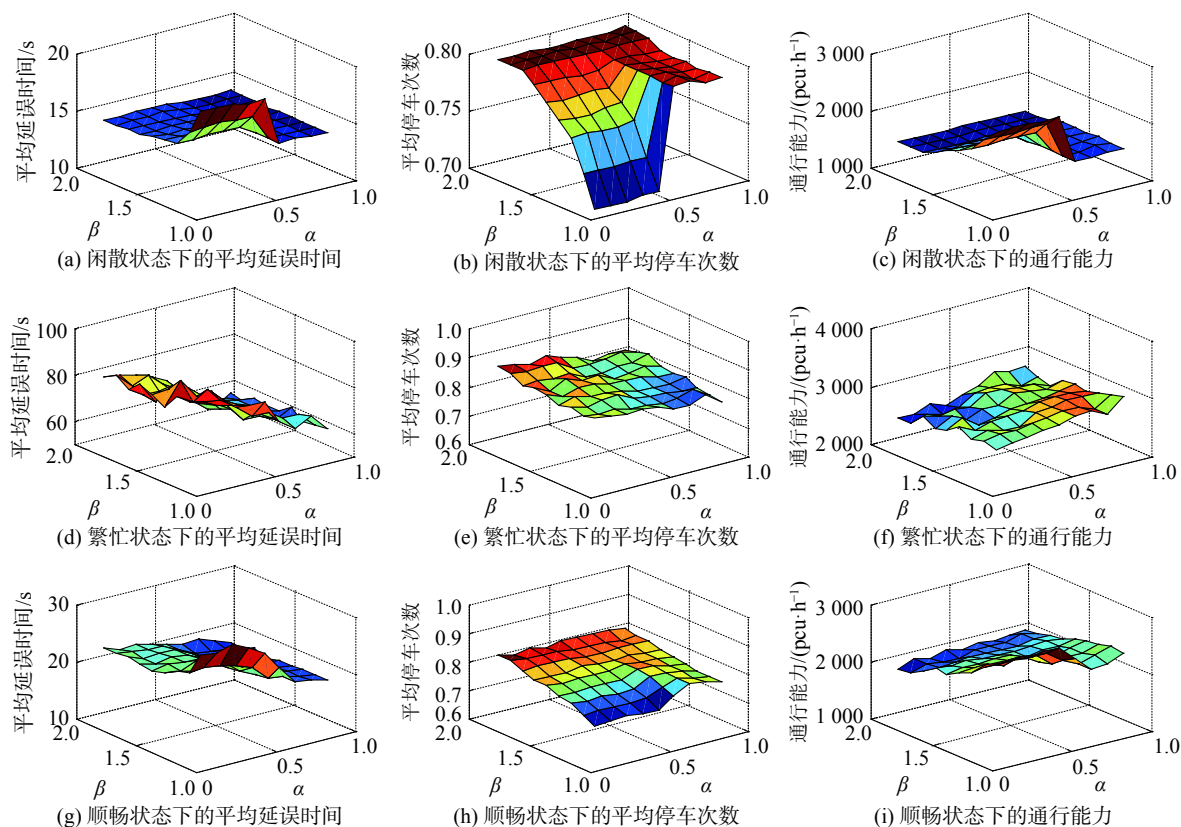 平均延误时间/s
20
15
10
2.0
1.5
β
1.0
0
0.5
α
1.0
(a) 闲散状态下的平均延误时间
平均停车次数
0.80
0.75
0.70
2.0
1.5
β
1.0
0
0.5
α
1.0
(b) 闲散状态下的平均停车次数
通行能力/(pcu·h⁻¹)
3 000
2 000
1 000
2.0
1.5
β
1.0
0
0.5
α
1.0
(c) 闲散状态下的通行能力
平均延误时间/s
100
80
60
2.0
1.5
β
1.0
0
0.5
α
1.0
(d) 繁忙状态下的平均延误时间
平均停车次数
1.0
0.9
0.8
0.7
0.6
2.0
1.5
β
1.0
0
0.5
α
1.0
(e) 繁忙状态下的平均停车次数
通行能力/(pcu·h⁻¹)
4 000
3 000
2 000
2.0
1.5
β
1.0
0
0.5
α
1.0
(f) 繁忙状态下的通行能力
平均延误时间/s
30
20
10
2.0
1.5
β
1.0
0
0.5
α
1.0
(g) 顺畅状态下的平均延误时间
平均停车次数
1.0
0.9
0.8
0.7
0.6
2.0
1.5
β
1.0
0
0.5
α
1.0
(h) 顺畅状态下的平均停车次数
通行能力/(pcu·h⁻¹)
3 000
2 000
1 000
2.0
1.5
β
1.0
0
0.5
α
1.0
(i) 顺畅状态下的通行能力